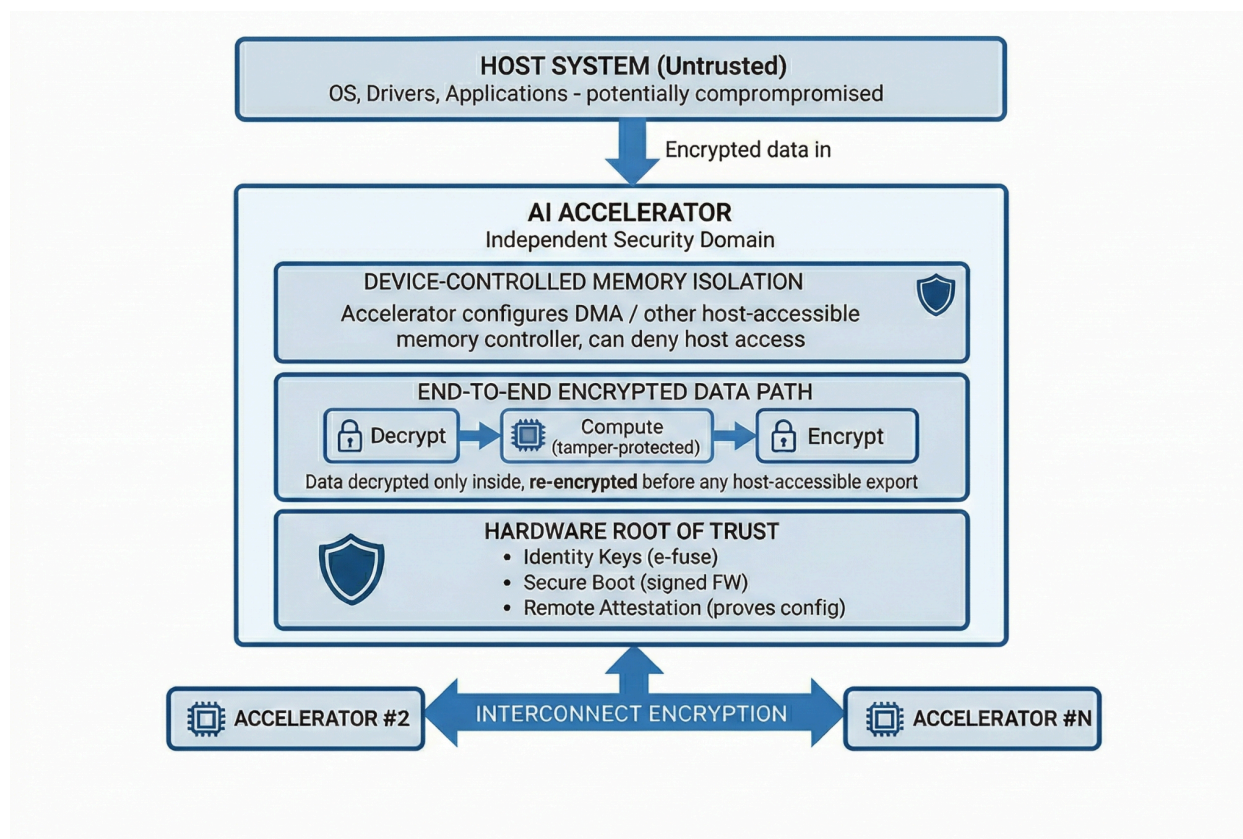 HOST SYSTEM (Untrusted)
OS, Drivers, Applications - potentially comprompromised
Encrypted data in
AI ACCELERATOR
Independent Security Domain
DEVICE-CONTROLLED MEMORY ISOLATION
Accelerator configures DMA / other host-accessible
memory controller, can deny host access
END-TO-END ENCRYPTED DATA PATH
Decrypt
Compute
(tamper-protected)
Encrypt
Data decrypted only inside, re-encrypted before any host-accessible export
HARDWARE ROOT OF TRUST
• Identity Keys (e-fuse)
• Secure Boot (signed FW)
• Remote Attestation (proves config)
ACCELERATOR #2
INTERCONNECT ENCRYPTION
ACCELERATOR #N